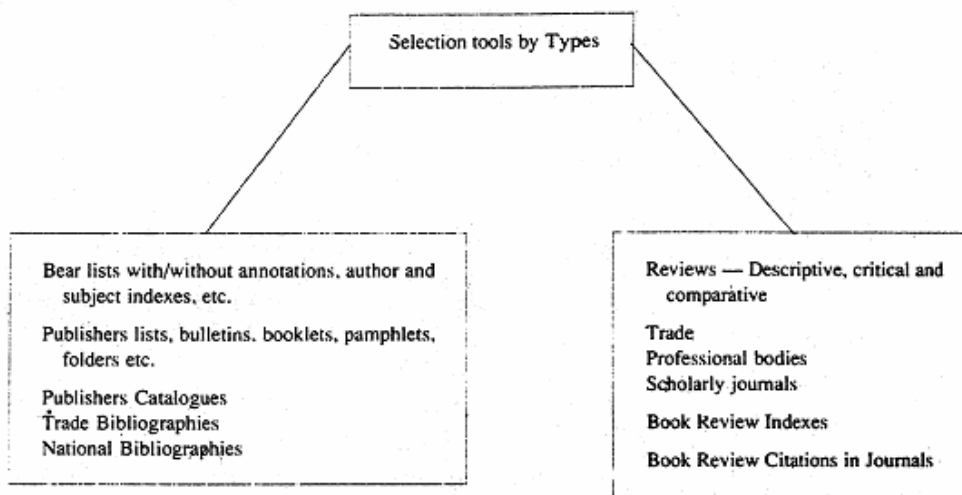 Selection tools by Types
Bear lists with/without annotations, author and
subject indexes, etc.
Publishers lists, bulletins, booklets, pamphlets,
folders etc.
Publishers Catalogues
Trade Bibliographies
National Bibliographies
Reviews — Descriptive, critical and
comparative
Trade
Professional bodies
Scholarly journals
Book Review Indexes
Book Review Citations in Journals